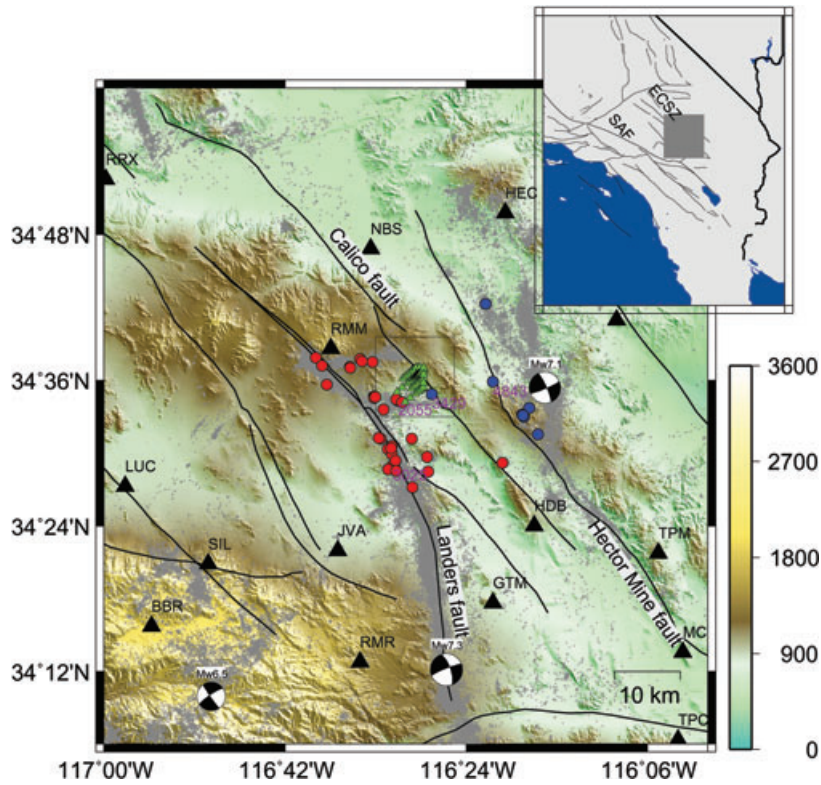 ECSZ
SAF
RRX
HEC
NBS
34°48'N
Calico fault
RMM
3600
34°36'N
Mw7.1
2700
LUC
34°24'N
HDB
JVA
TPM
SIL
Landers fault
Hector Mine fault
1800
BBR
GTM
RMR
MC
Mw7.3
900
34°12'N
Mw6.5
10 km
TPC
0
117°00'W
116°42'W
116°24'W
116°06'W